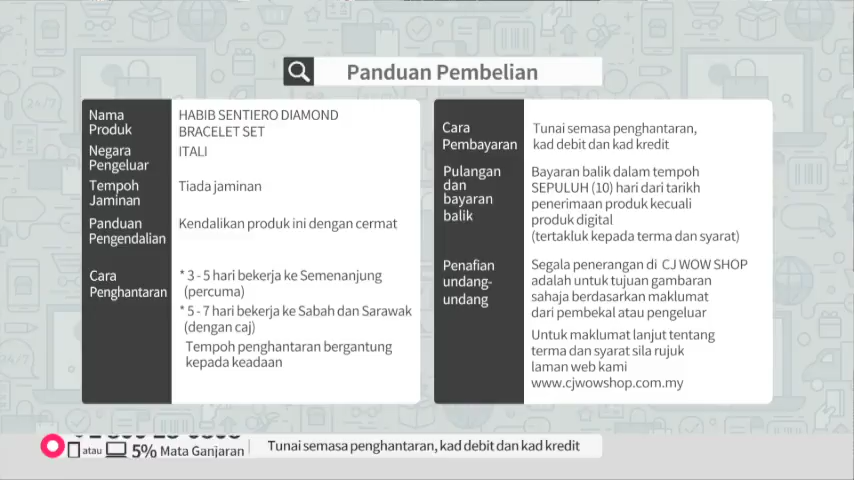 Panduan Pembelian
Nama
Produk
HABIB SENTIERO DIAMOND
BRACELET SET
Negara
Pengeluar
ITALI
Tempoh
Jaminan
Tiada jaminan
Panduan
Pengendalian
Kendalikan produk ini dengan cermat
Cara
Penghantaran
* 3 - 5 hari bekerja ke Semenanjung
(percuma)
* 5 - 7 hari bekerja ke Sabah dan Sarawak
(dengan caj)
Tempoh penghantaran bergantung
kepada keadaan
Cara
Pembayaran
Tunai semasa penghantaran,
kad debit dan kad kredit
Pulangan
dan
bayaran
balik
Bayaran balik dalam tempoh
SEPULUH (10) hari dari tarikh
penerimaan produk kecuali
produk digital
(tertakluk kepada terma dan syarat)
Penafian
undang-
undang
Segala penerangan di CJ WOW SHOP
adalah untuk tujuan gambaran
sahaja berdasarkan maklumat
dari pembekal atau pengeluar
Untuk maklumat lanjut tentang
terma dan syarat sila rujuk
laman web kami
www.cjwowshop.com.my
atau 5% Mata Ganjaran
Tunai semasa penghantaran, kad debit dan kad kredit